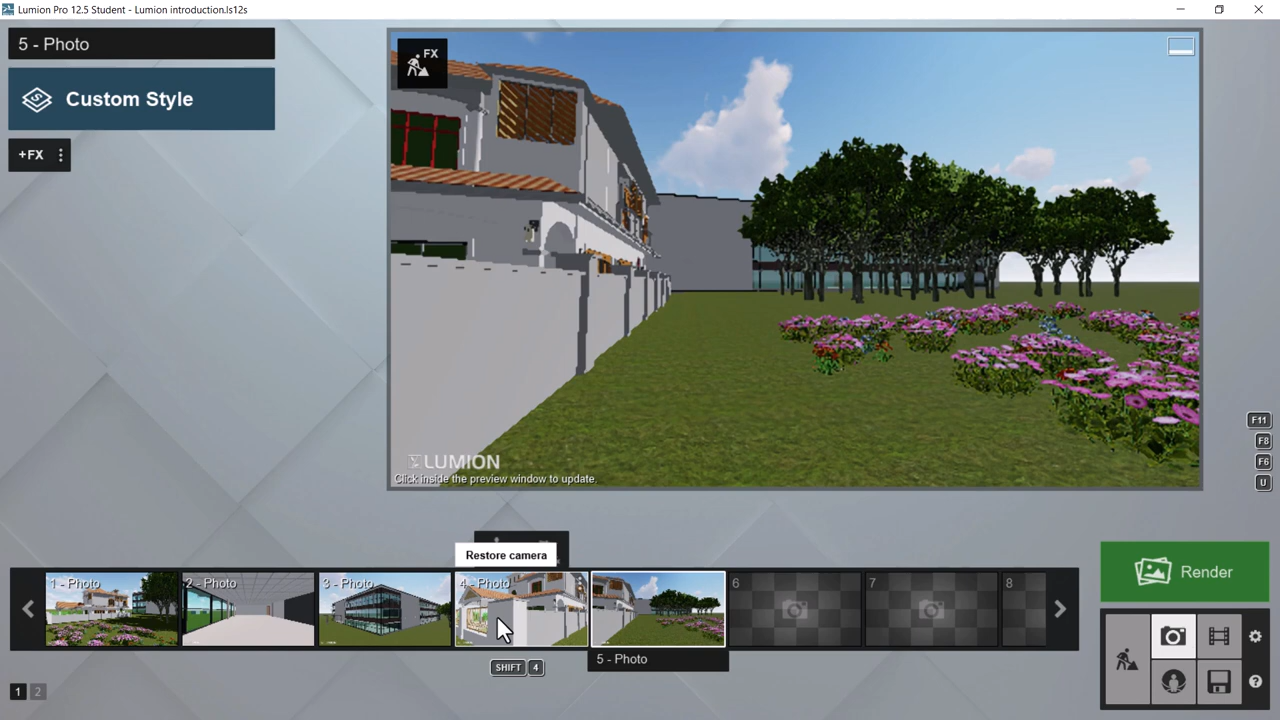 Lumion Pro 12.5 Student - Lumion introduction.ls12s
5 - Photo
Custom Style
+FX
FX
LUMION
Click inside the preview window to update.
F11
F8
F6
U
Restore camera
1 - Photo
2 - Photo
3 - Photo
4 - Photo
6
7
8
5 - Photo
SHIFT 4
Render
1 2
?